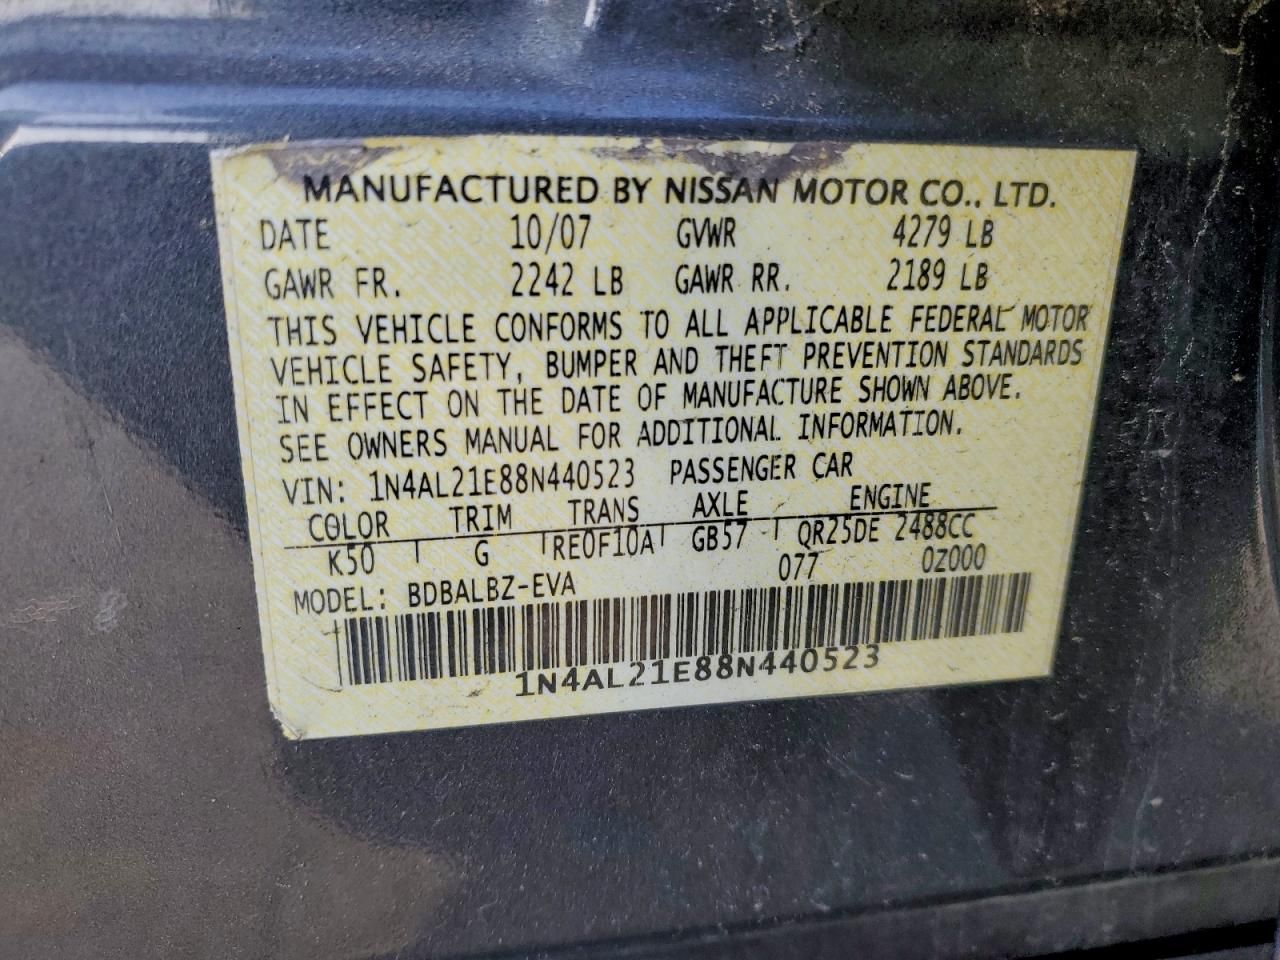 MANUFACTURED BY NISSAN MOTOR CO., LTD.
DATE 10/07 GVWR 4279 LB
GAWR FR. 2242 LB GAWR RR. 2189 LB
THIS VEHICLE CONFORMS TO ALL APPLICABLE FEDERAL MOTOR
VEHICLE SAFETY, BUMPER AND THEFT PREVENTION STANDARDS
IN EFFECT ON THE DATE OF MANUFACTURE SHOWN ABOVE.
SEE OWNERS MANUAL FOR ADDITIONAL INFORMATION.
VIN: 1N4AL21E88N440523 PASSENGER CAR
COLOR TRIM TRANS AXLE ENGINE
K50 G RE0F10A GB57 QR25DE 2488CC
077 0Z000
MODEL: BDBALBZ-EVA
1N4AL21E88N440523